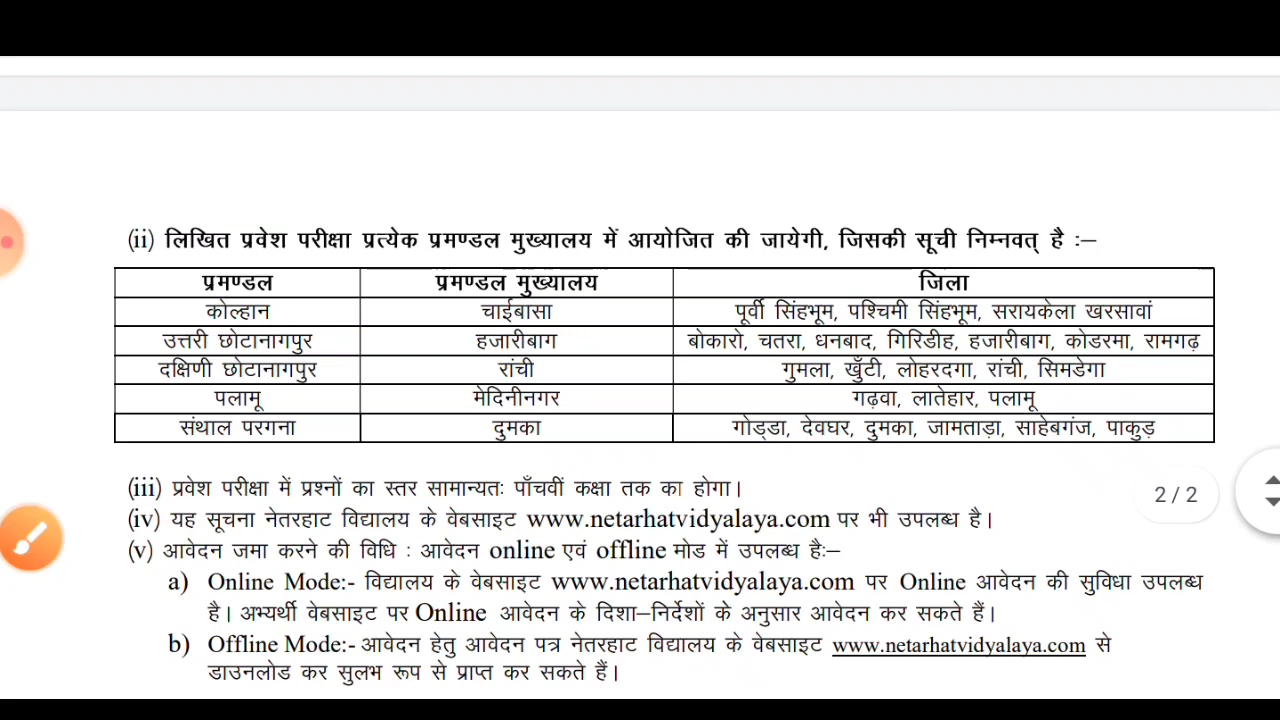 (ii) लिखित प्रवेश परीक्षा प्रत्येक प्रमण्डल मुख्यालय में आयोजित की जायेगी, जिसकी सूची निम्नवत् है :–
प्रमण्डल प्रमण्डल मुख्यालय जिला
कोल्हान चाईबासा पूर्वी सिंहभूम, पश्चिमी सिंहभूम, सरायकेला खरसावां
उत्तरी छोटानागपुर हजारीबाग बोकारो, चतरा, धनबाद, गिरिडीह, हजारीबाग, कोडरमा, रामगढ़
दक्षिणी छोटानागपुर रांची गुमला, खुँटी, लोहरदगा, रांची, सिमडेगा
पलामू मेदिनीनगर गढ़वा, लातेहार, पलामू
संथाल परगना दुमका गोड्डा, देवघर, दुमका, जामताड़ा, साहेबगंज, पाकुड़
(iii) प्रवेश परीक्षा में प्रश्नों का स्तर सामान्यतः पाँचवीं कक्षा तक का होगा।
2 / 2
(iv) यह सूचना नेतरहाट विद्यालय के वेबसाइट www.netarhatvidyalaya.com पर भी उपलब्ध है।
(v) आवेदन जमा करने की विधि : आवेदन online एवं offline मोड में उपलब्ध है:–
a) Online Mode:- विद्यालय के वेबसाइट www.netarhatvidyalaya.com पर Online आवेदन की सुविधा उपलब्ध
है। अभ्यर्थी वेबसाइट पर Online आवेदन के दिशा–निर्देशों के अनुसार आवेदन कर सकते हैं।
b) Offline Mode:- आवेदन हेतु आवेदन पत्र नेतरहाट विद्यालय के वेबसाइट www.netarhatvidyalaya.com से
डाउनलोड कर सुलभ रूप से प्राप्त कर सकते हैं।